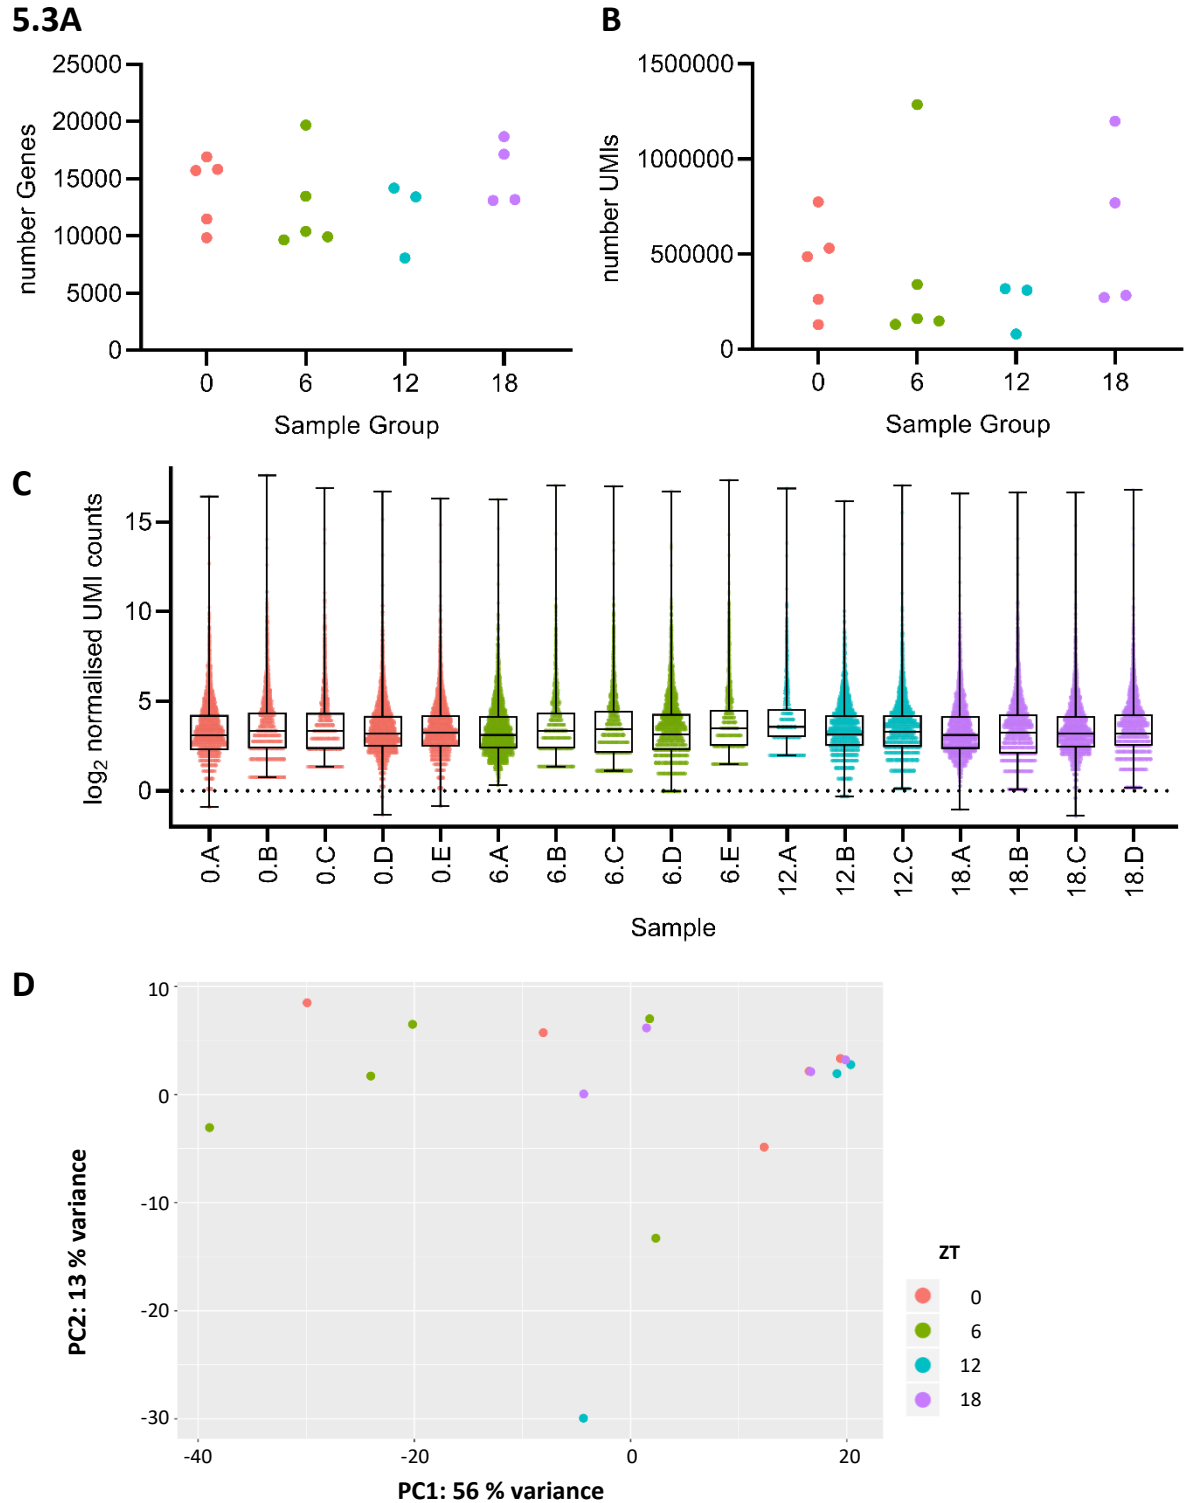 5.3A
B
25000
20000
15000
10000
5000
0
number Genes
0 6 12 18
Sample Group
1500000
1000000
500000
0
number UMIs
0 6 12 18
Sample Group
C
15
10
5
0
log2 normalised UMI counts
0.A 0.B 0.C 0.D 0.E 6.A 6.B 6.C 6.D 6.E 12.A 12.B 12.C 18.A 18.B 18.C 18.D
Sample
D
10
0
-10
-20
-30
PC2: 13 % variance
-40 -20 0 20
PC1: 56 % variance
ZT
0
6
12
18